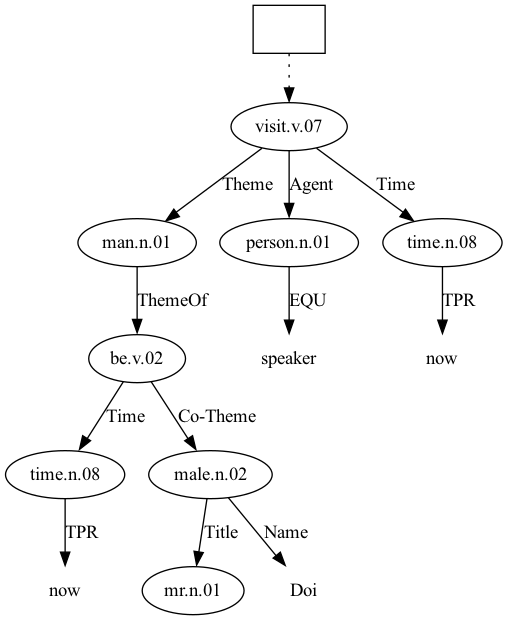 visit.v.07
Theme Agent Time
man.n.01 person.n.01 time.n.08
ThemeOf EQU TPR
be.v.02 speaker now
Time Co-Theme
time.n.08 male.n.02
TPR Title Name
now mr.n.01 Doi